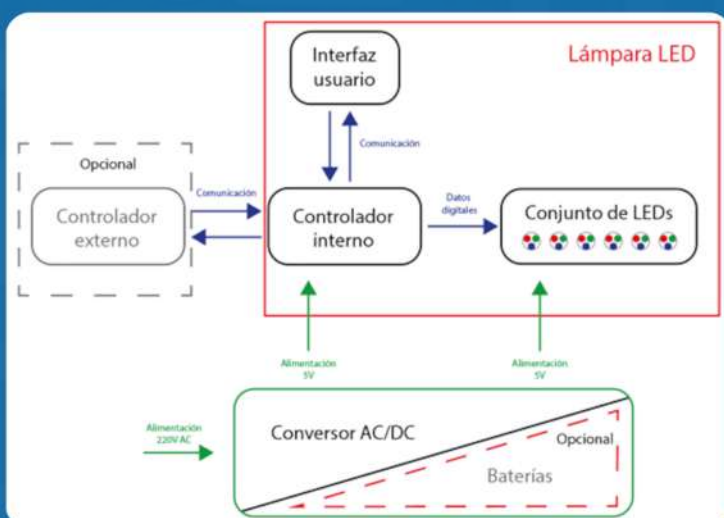 Interfaz
usuario
Lámpara LED
Opcional
Comunicación
Comunicación
Controlador
externo
Controlador
interno
Datos
digitales
Conjunto de LEDs
Alimentación
5V
Alimentación
5V
Alimentación
220V AC
Conversor AC/DC
Opcional
Baterías